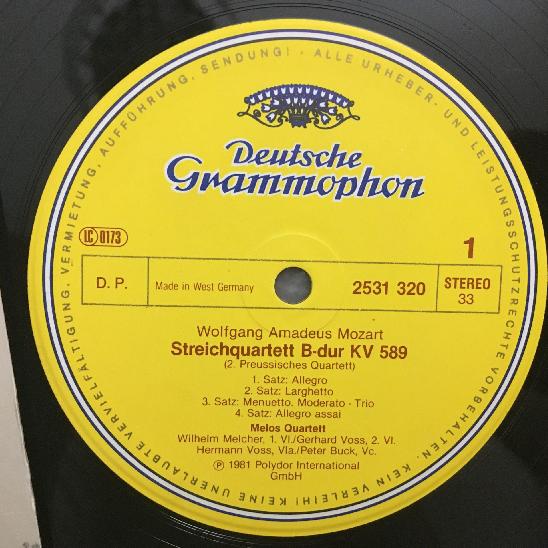 ALLE URHEBER- UND LEISTUNGSSCHUTZRECHTE VORBEHALTEN. KEIN VERLEIH! KEINE UNERLAUBTE VERVIELFÄLTIGUNG, VERMIETUNG, AUFFÜHRUNG, SENDUNG! -
Deutsche
Grammophon
LC 0173
1
D. P.
Made in West Germany
2531 320
STEREO
33
Wolfgang Amadeus Mozart
Streichquartett B-dur KV 589
(2. Preussisches Quartett)
1. Satz: Allegro
2. Satz: Larghetto
3. Satz: Menuetto. Moderato - Trio
4. Satz: Allegro assai
Melos Quartett
Wilhelm Melcher, 1. Vl./Gerhard Voss, 2. Vl.
Hermann Voss, Vla./Peter Buck, Vc.
℗ 1981 Polydor International
GmbH